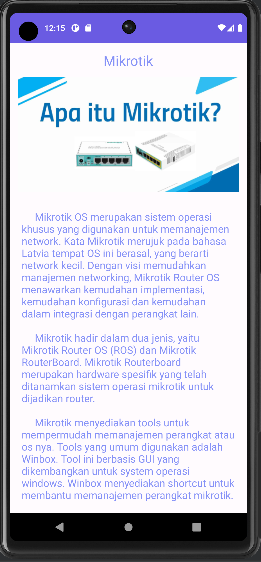 12:15
Mikrotik
Apa itu Mikrotik?
Mikrotik OS merupakan sistem operasi
khusus yang digunakan untuk memanajemen
network. Kata Mikrotik merujuk pada bahasa
Latvia tempat OS ini berasal, yang berarti
network kecil. Dengan visi memudahkan
manajemen networking, Mikrotik Router OS
menawarkan kemudahan implementasi,
kemudahan konfigurasi dan kemudahan
dalam integrasi dengan perangkat lain.
Mikrotik hadir dalam dua jenis, yaitu
Mikrotik Router OS (ROS) dan Mikrotik
RouterBoard. Mikrotik Routerboard
merupakan hardware spesifik yang telah
ditanamkan sistem operasi mikrotik untuk
dijadikan router.
Mikrotik menyediakan tools untuk
mempermudah memanajemen perangkat atau
os nya. Tools yang umum digunakan adalah
Winbox. Tool ini berbasis GUI yang
dikembangkan untuk system operasi
windows. Winbox menyediakan shortcut untuk
membantu memanajemen perangkat mikrotik.